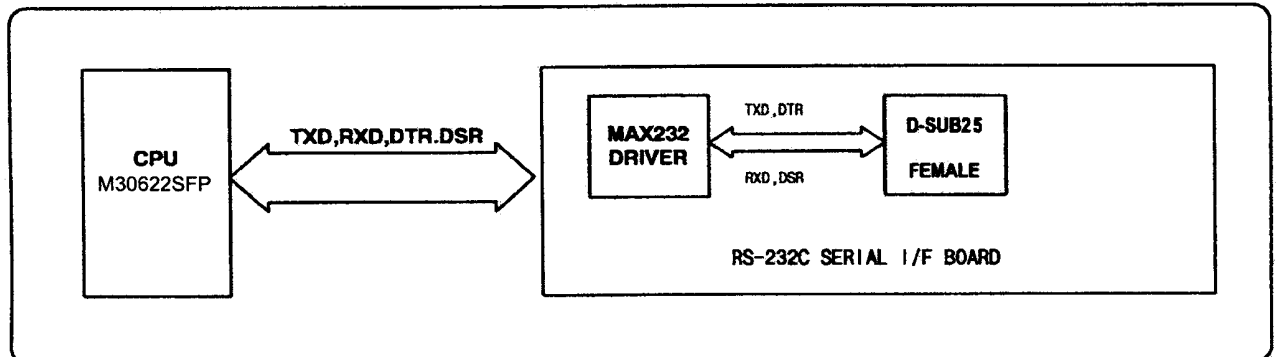 CPU
M30622SFP
TXD,RXD,DTR.DSR
MAX232
DRIVER
TXD,DTR
RXD,DSR
D-SUB25
FEMALE
RS-232C SERIAL I/F BOARD